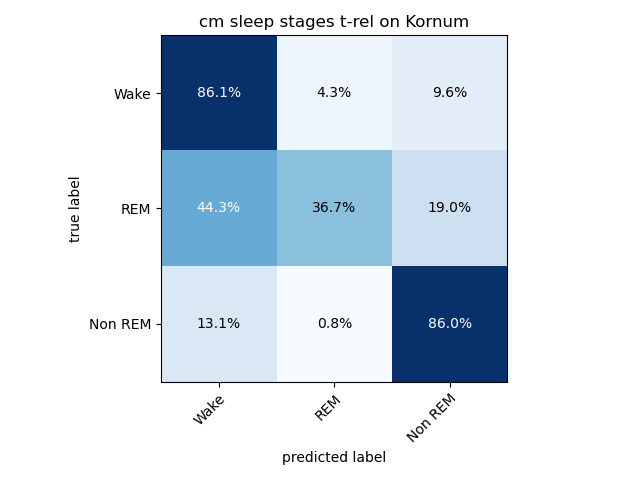 cm sleep stages t-rel on Kornum
true label
Wake
86.1%
4.3%
9.6%
REM
44.3%
36.7%
19.0%
Non REM
13.1%
0.8%
86.0%
Wake
REM
Non REM
predicted label